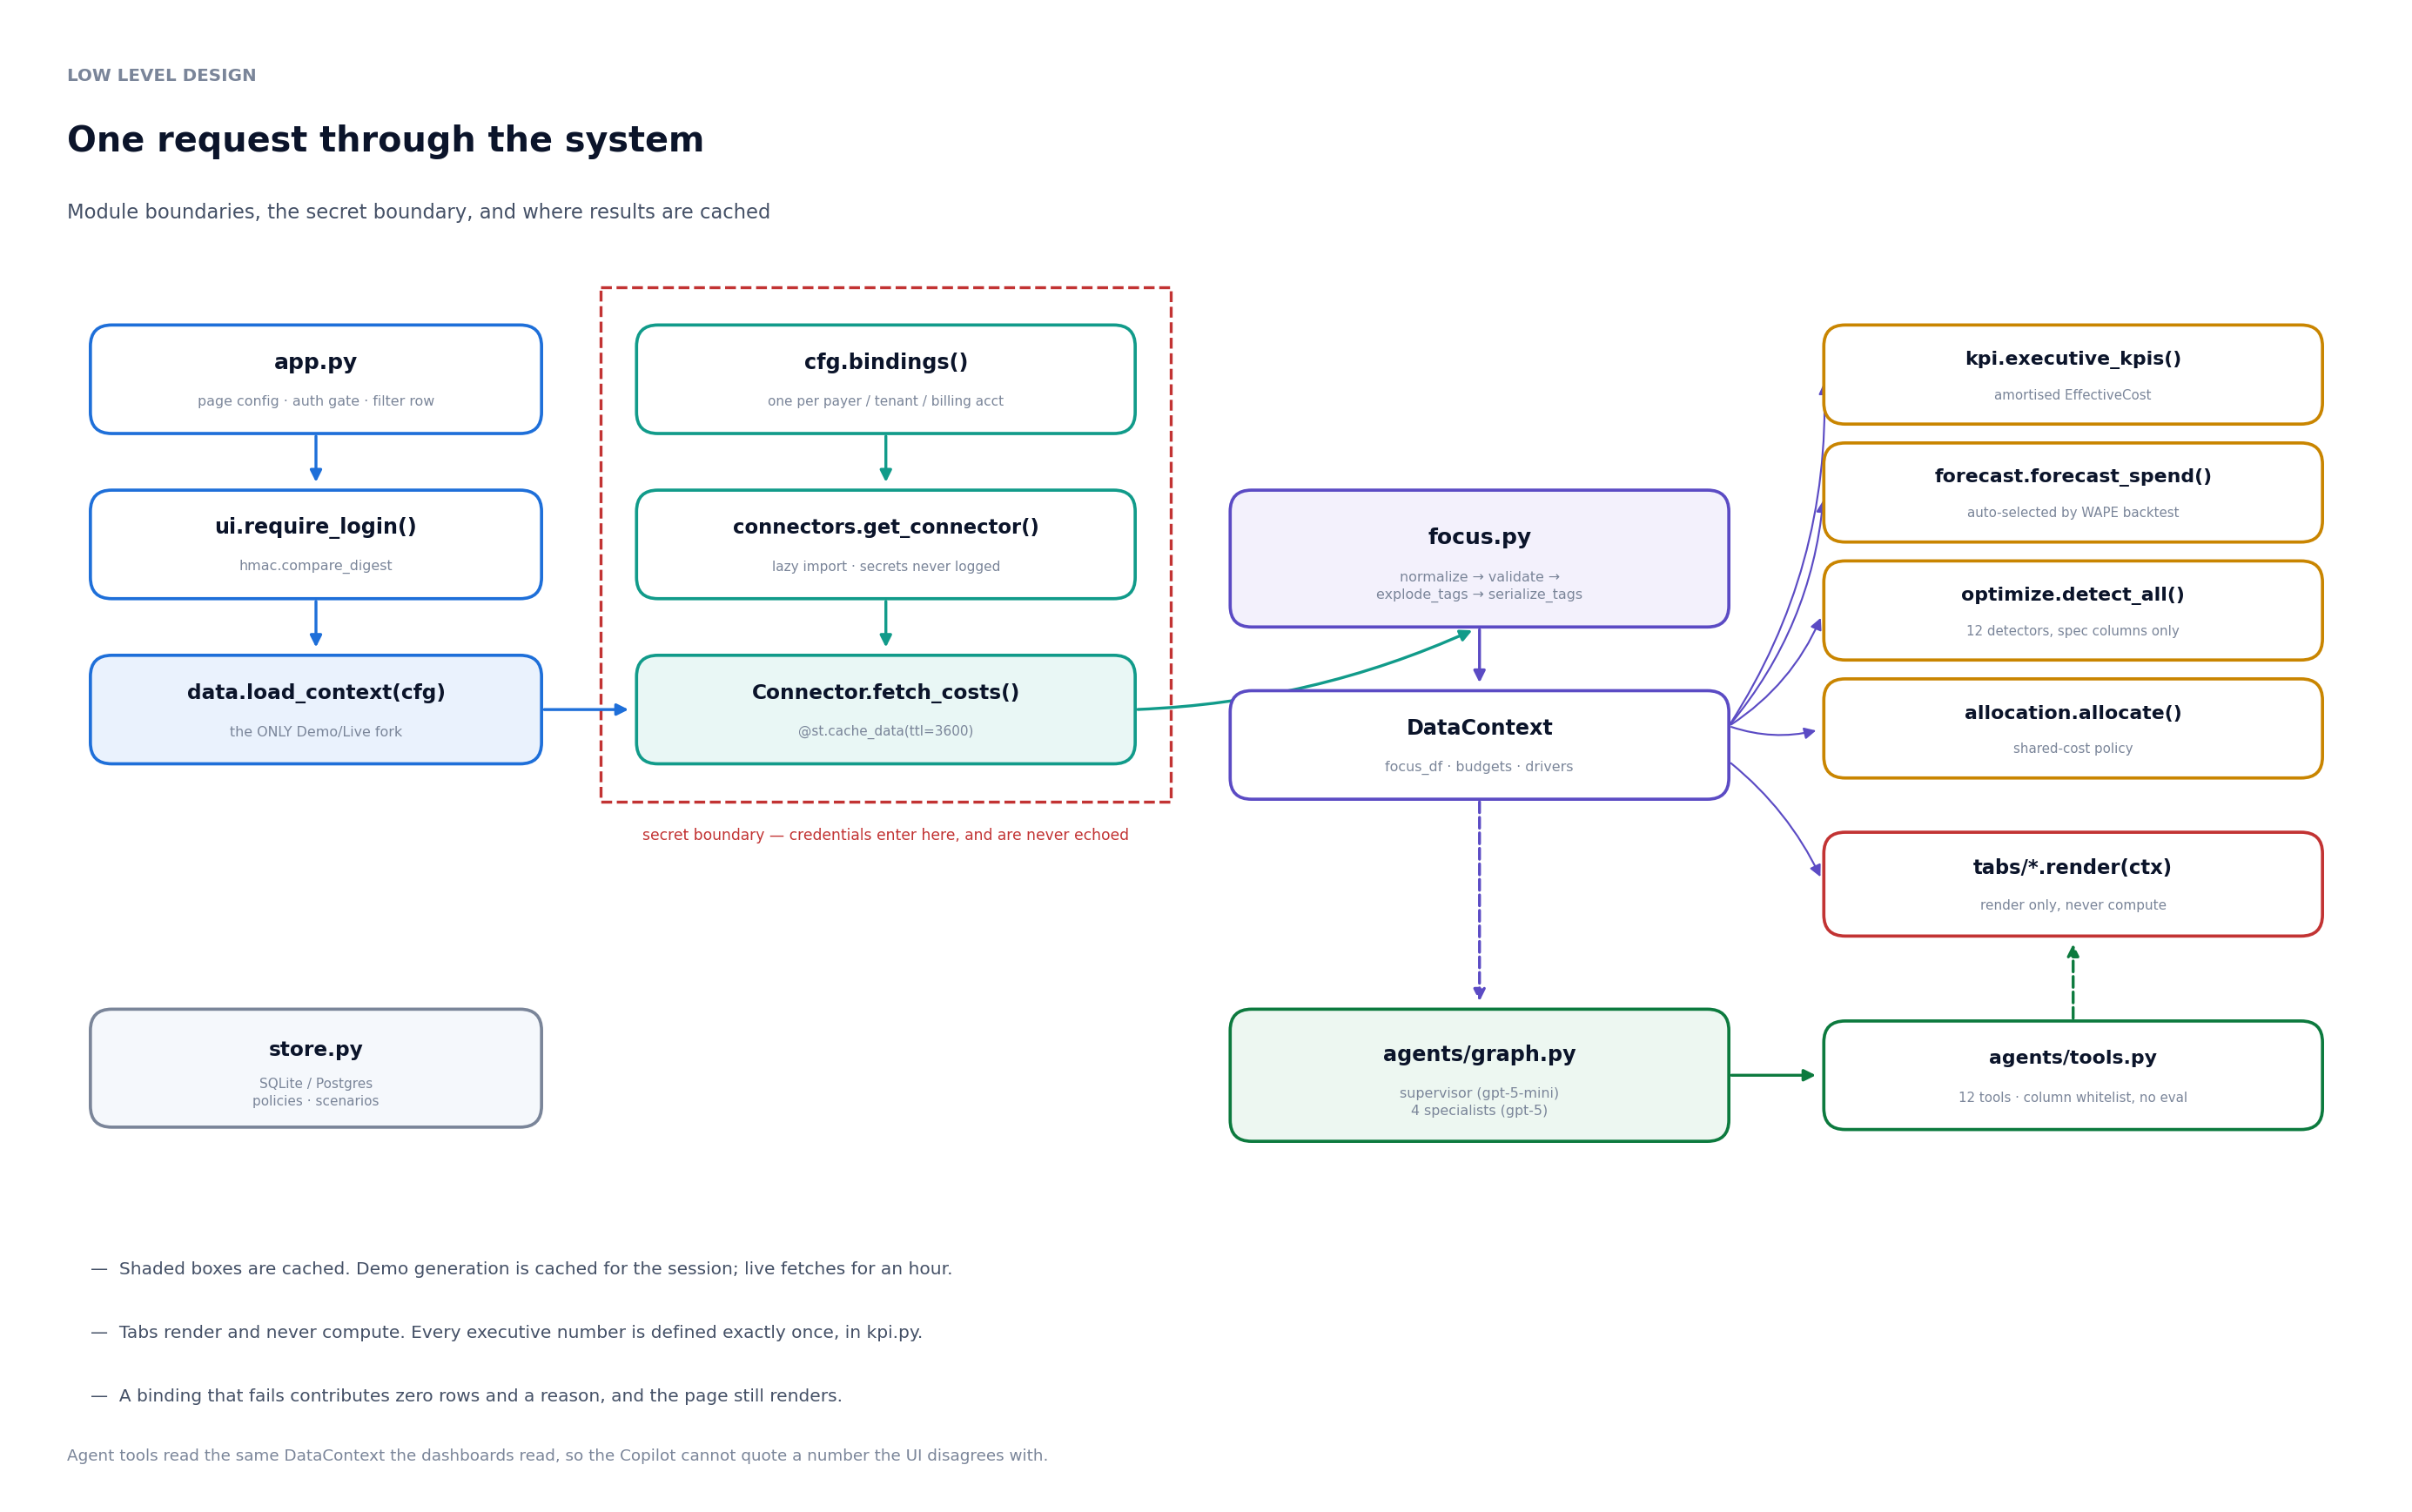 LOW LEVEL DESIGN
One request through the system
Module boundaries, the secret boundary, and where results are cached
app.py
page config · auth gate · filter row
ui.require_login()
hmac.compare_digest
data.load_context(cfg)
the ONLY Demo/Live fork
cfg.bindings()
one per payer / tenant / billing acct
connectors.get_connector()
lazy import · secrets never logged
Connector.fetch_costs()
@st.cache_data(ttl=3600)
secret boundary — credentials enter here, and are never echoed
focus.py
normalize → validate →
explode_tags → serialize_tags
DataContext
focus_df · budgets · drivers
kpi.executive_kpis()
amortised EffectiveCost
forecast.forecast_spend()
auto-selected by WAPE backtest
optimize.detect_all()
12 detectors, spec columns only
allocation.allocate()
shared-cost policy
tabs/*.render(ctx)
render only, never compute
store.py
SQLite / Postgres
policies · scenarios
agents/graph.py
supervisor (gpt-5-mini)
4 specialists (gpt-5)
agents/tools.py
12 tools · column whitelist, no eval
— Shaded boxes are cached. Demo generation is cached for the session; live fetches for an hour.
— Tabs render and never compute. Every executive number is defined exactly once, in kpi.py.
— A binding that fails contributes zero rows and a reason, and the page still renders.
Agent tools read the same DataContext the dashboards read, so the Copilot cannot quote a number the UI disagrees with.